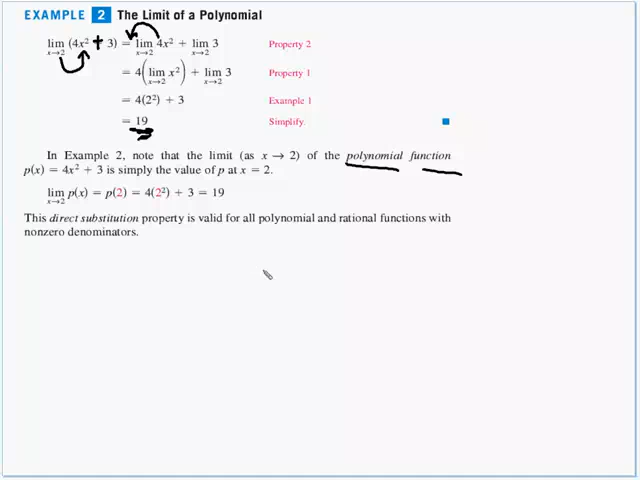 EXAMPLE 2 The Limit of a Polynomial
lim x→2 (4x² + 3) = lim x→2 4x² + lim x→2 3 Property 2
= 4(lim x→2 x²) + lim x→2 3 Property 1
= 4(2²) + 3 Example 1
= 19 Simplify.
In Example 2, note that the limit (as x → 2) of the polynomial function
p(x) = 4x² + 3 is simply the value of p at x = 2.
lim x→2 p(x) = p(2) = 4(2²) + 3 = 19
This direct substitution property is valid for all polynomial and rational functions with
nonzero denominators.